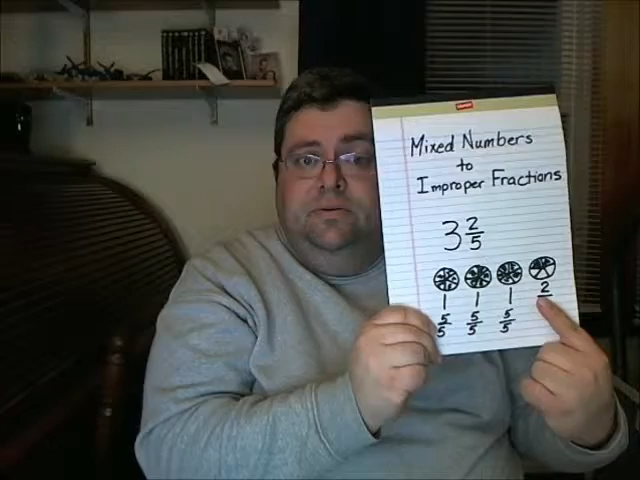 Mixed Numbers
to
Improper Fractions
3 2/5
1 1 1 2
5/5 5/5 5/5